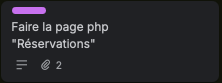 Faire la page php
"Réservations"
2